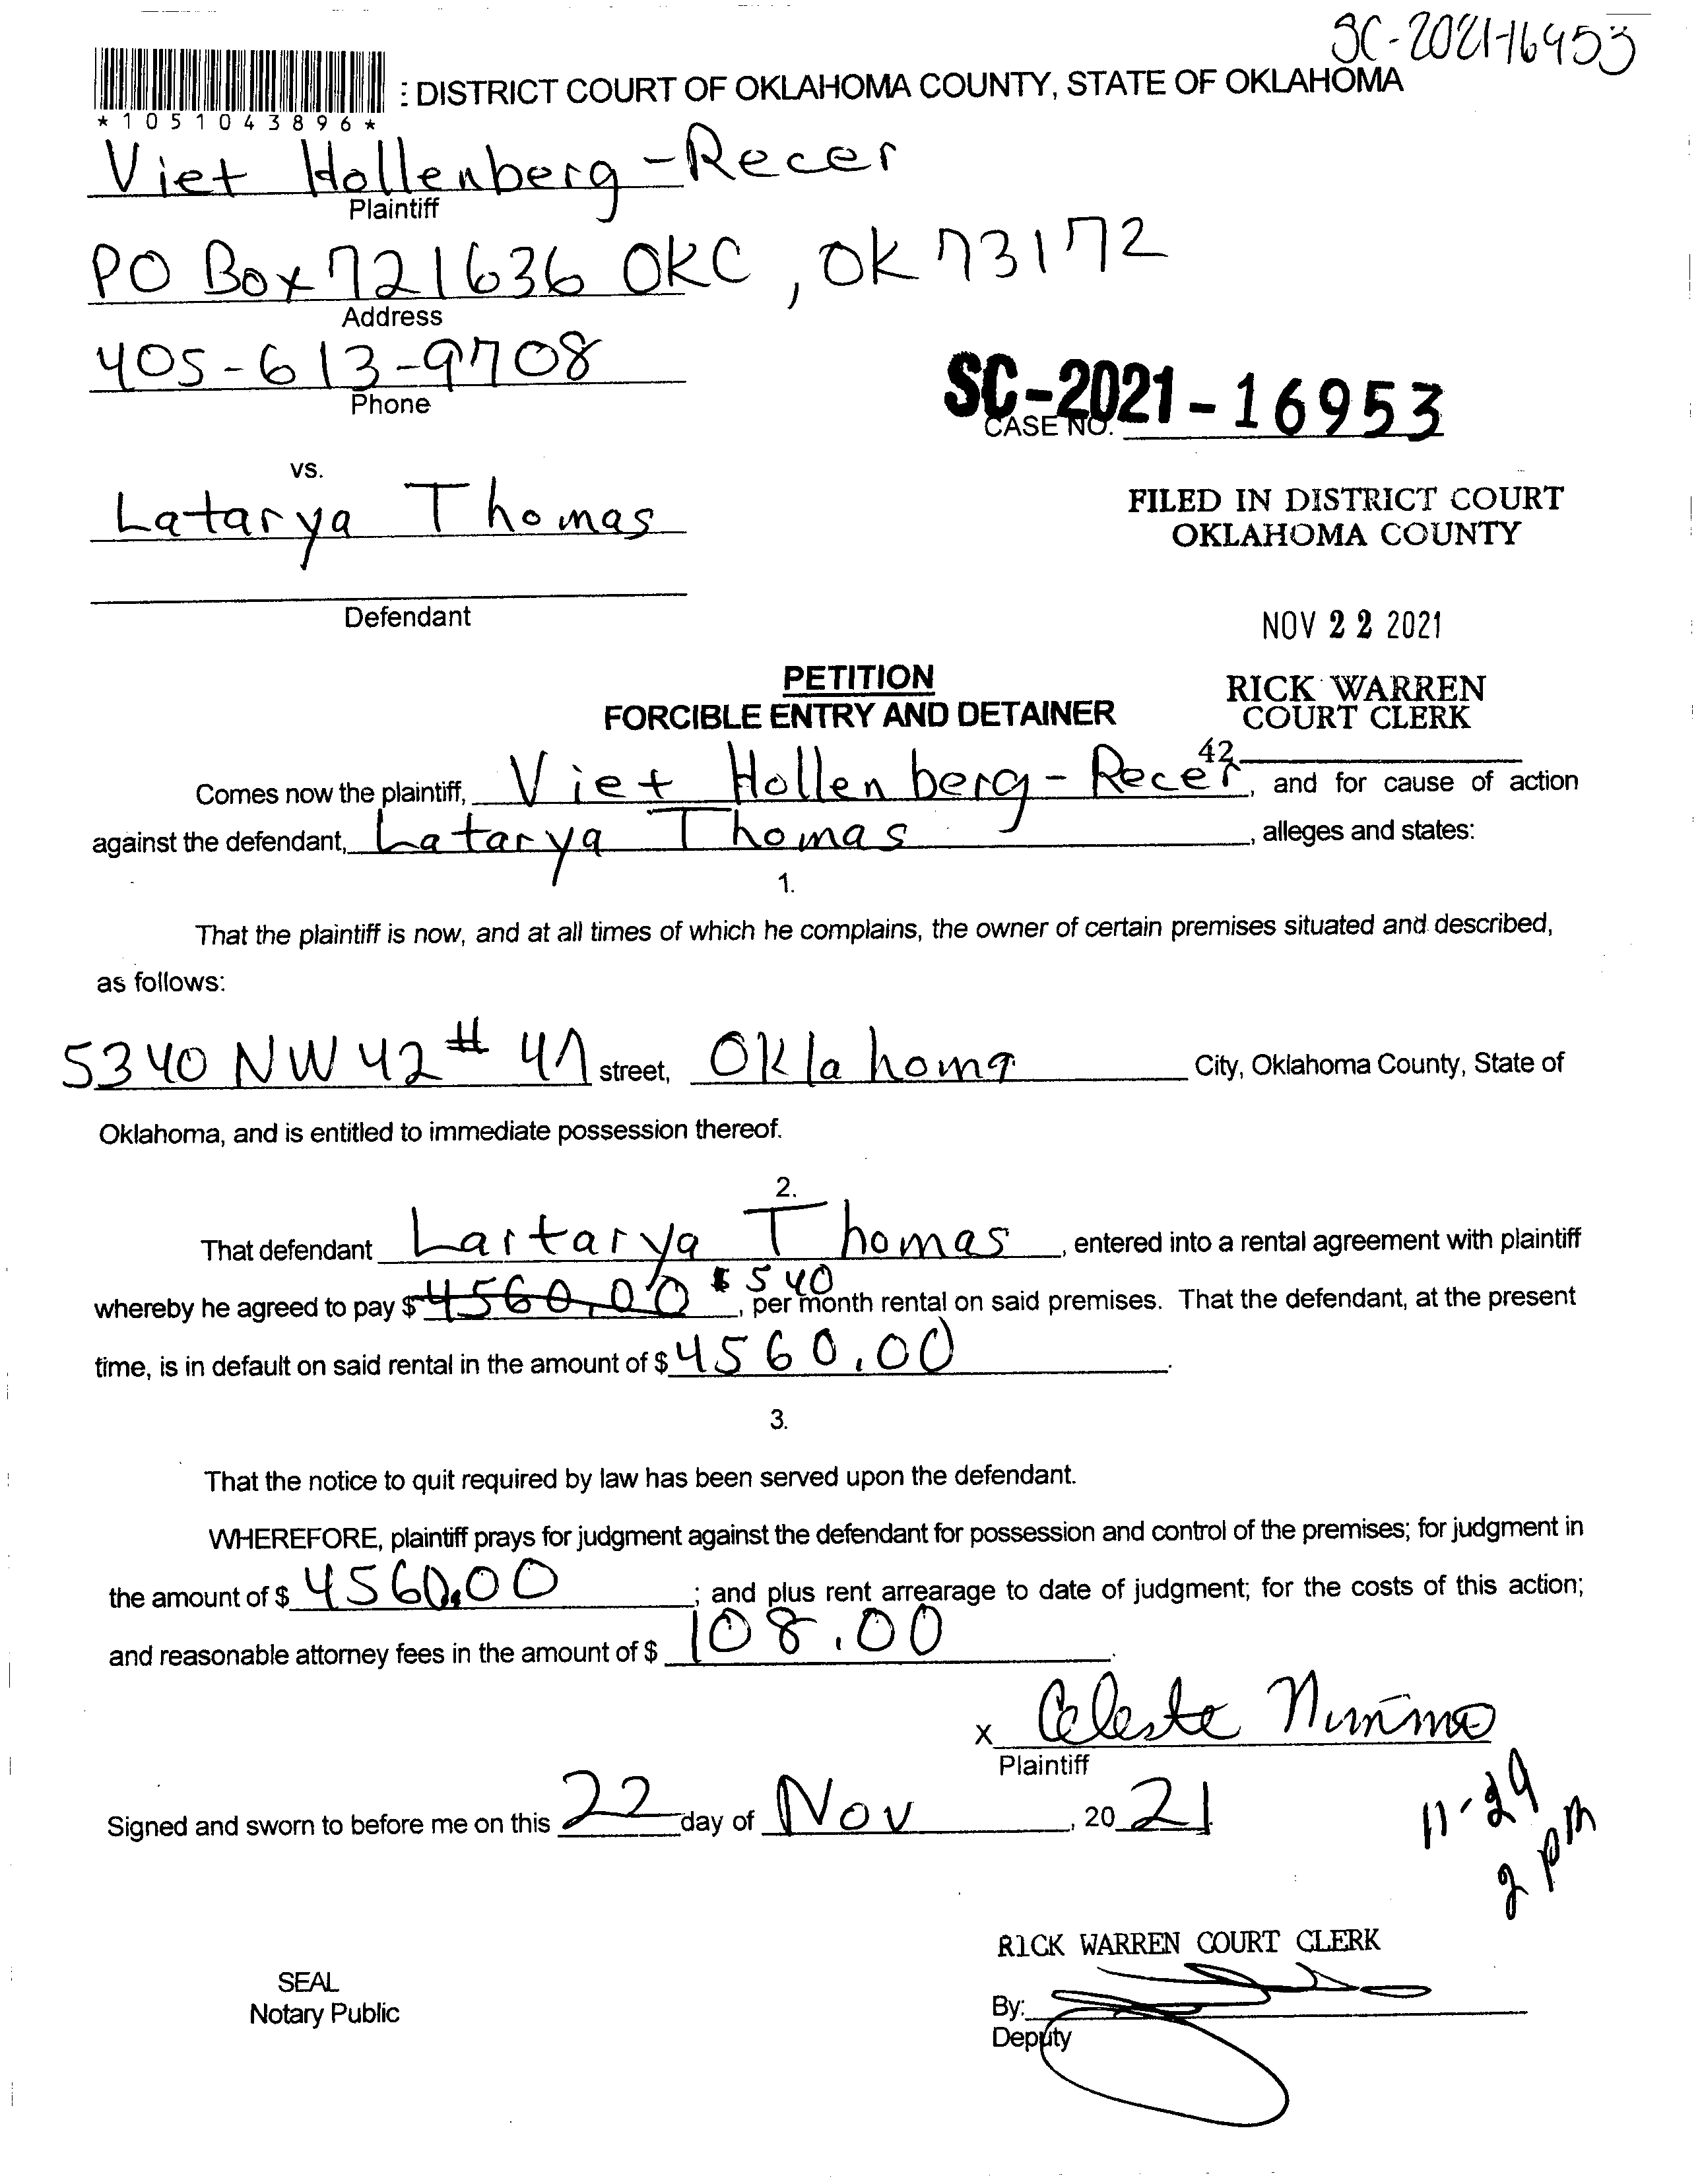 SC-2021-16953
: DISTRICT COURT OF OKLAHOMA COUNTY, STATE OF OKLAHOMA
*1051043896*
Viet Hollenberg-Recer
Plaintiff
PO Box 721636 OKC, OK 73172
Address
405-613-9708
Phone
SC-2021-16953
CASE NO.
vs.
Latarya Thomas
Defendant
FILED IN DISTRICT COURT
OKLAHOMA COUNTY
NOV 22 2021
RICK WARREN
COURT CLERK
42
PETITION
FORCIBLE ENTRY AND DETAINER
Comes now the plaintiff, Viet Hollenberg-Recer, and for cause of action
against the defendant, Latarya Thomas, alleges and states:
1.
That the plaintiff is now, and at all times of which he complains, the owner of certain premises situated and described,
as follows:
5340 NW 42 # 47 street, Oklahoma City, Oklahoma County, State of
Oklahoma, and is entitled to immediate possession thereof.
2.
That defendant Lartarya Thomas, entered into a rental agreement with plaintiff
whereby he agreed to pay $ 4560.00 $540, per month rental on said premises. That the defendant, at the present
time, is in default on said rental in the amount of $ 4560.00.
3.
That the notice to quit required by law has been served upon the defendant.
WHEREFORE, plaintiff prays for judgment against the defendant for possession and control of the premises; for judgment in
the amount of $ 4560.00; and plus rent arrearage to date of judgment; for the costs of this action;
and reasonable attorney fees in the amount of $ 108.00.
x Celeste Nimmo
Plaintiff
Signed and sworn to before me on this 22 day of Nov, 20 21
11-29
2 pm
RICK WARREN COURT CLERK
SEAL
Notary Public
By:
Deputy